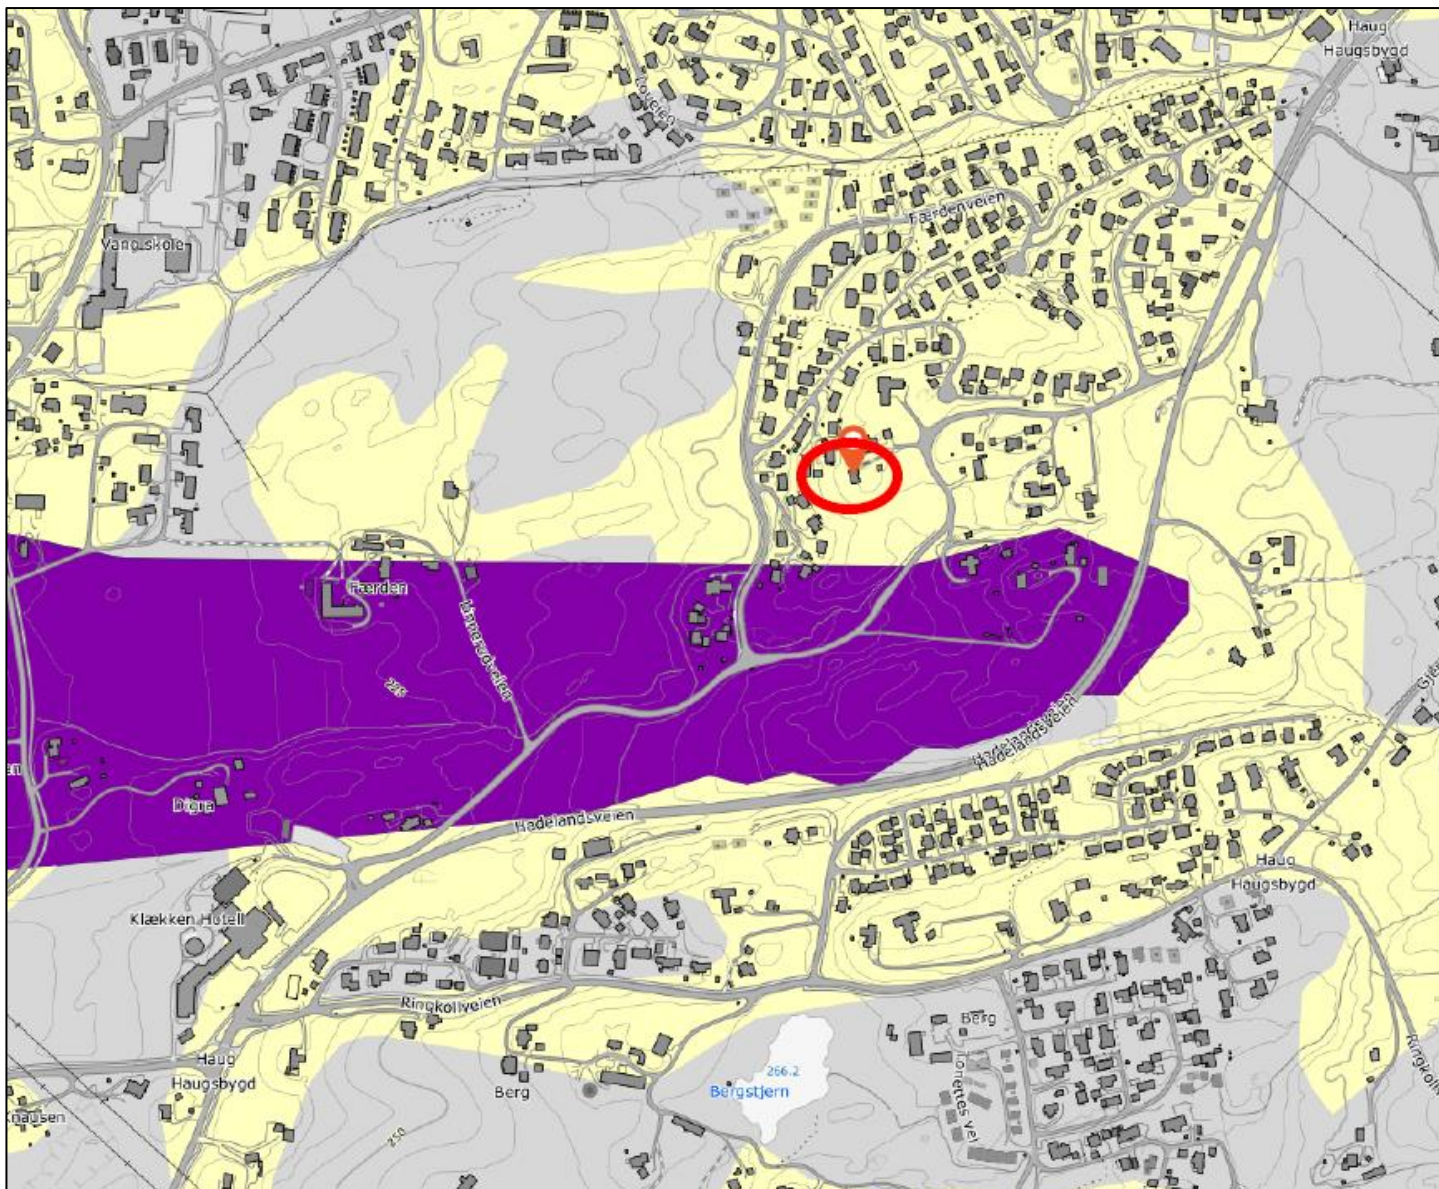 Haug
Haugsbygd
Færdenveien
Vang skole
Færden
Linnerudveien
225
Hadelandsveien
Hadelandsveien
Digra
Hadelandsveien
Haug
Haugsbygd
Klækken Hotell
Ringkollveien
Berg
Haug
Haugsbygd
266.2
Bergstjern
Berg
Knausen
250